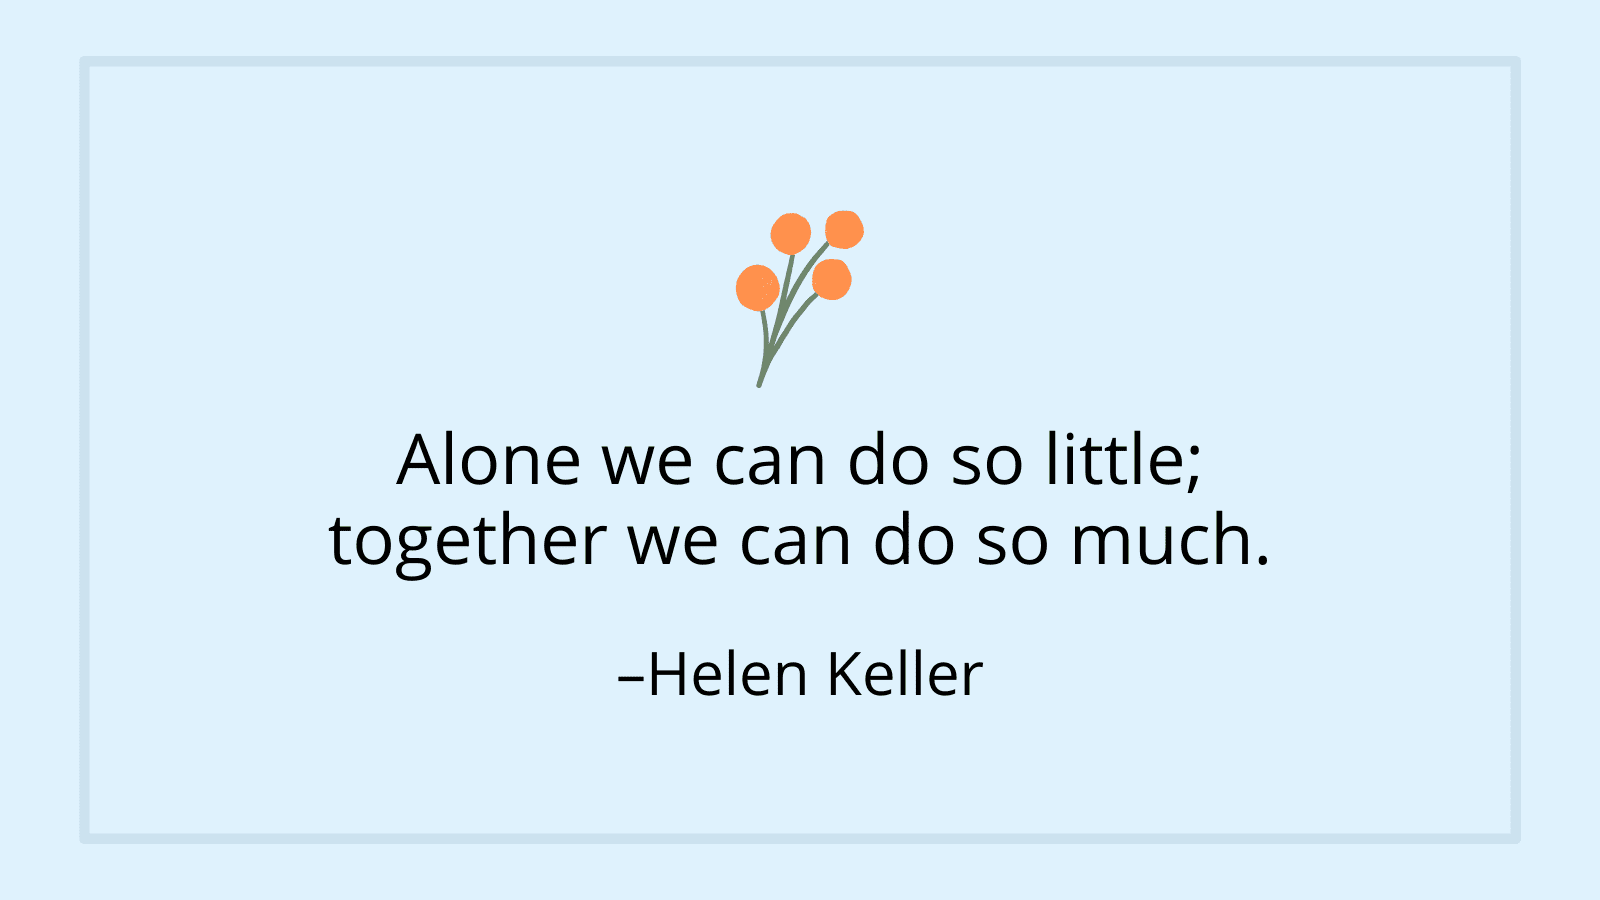 Alone we can do so little;
together we can do so much.
–Helen Keller